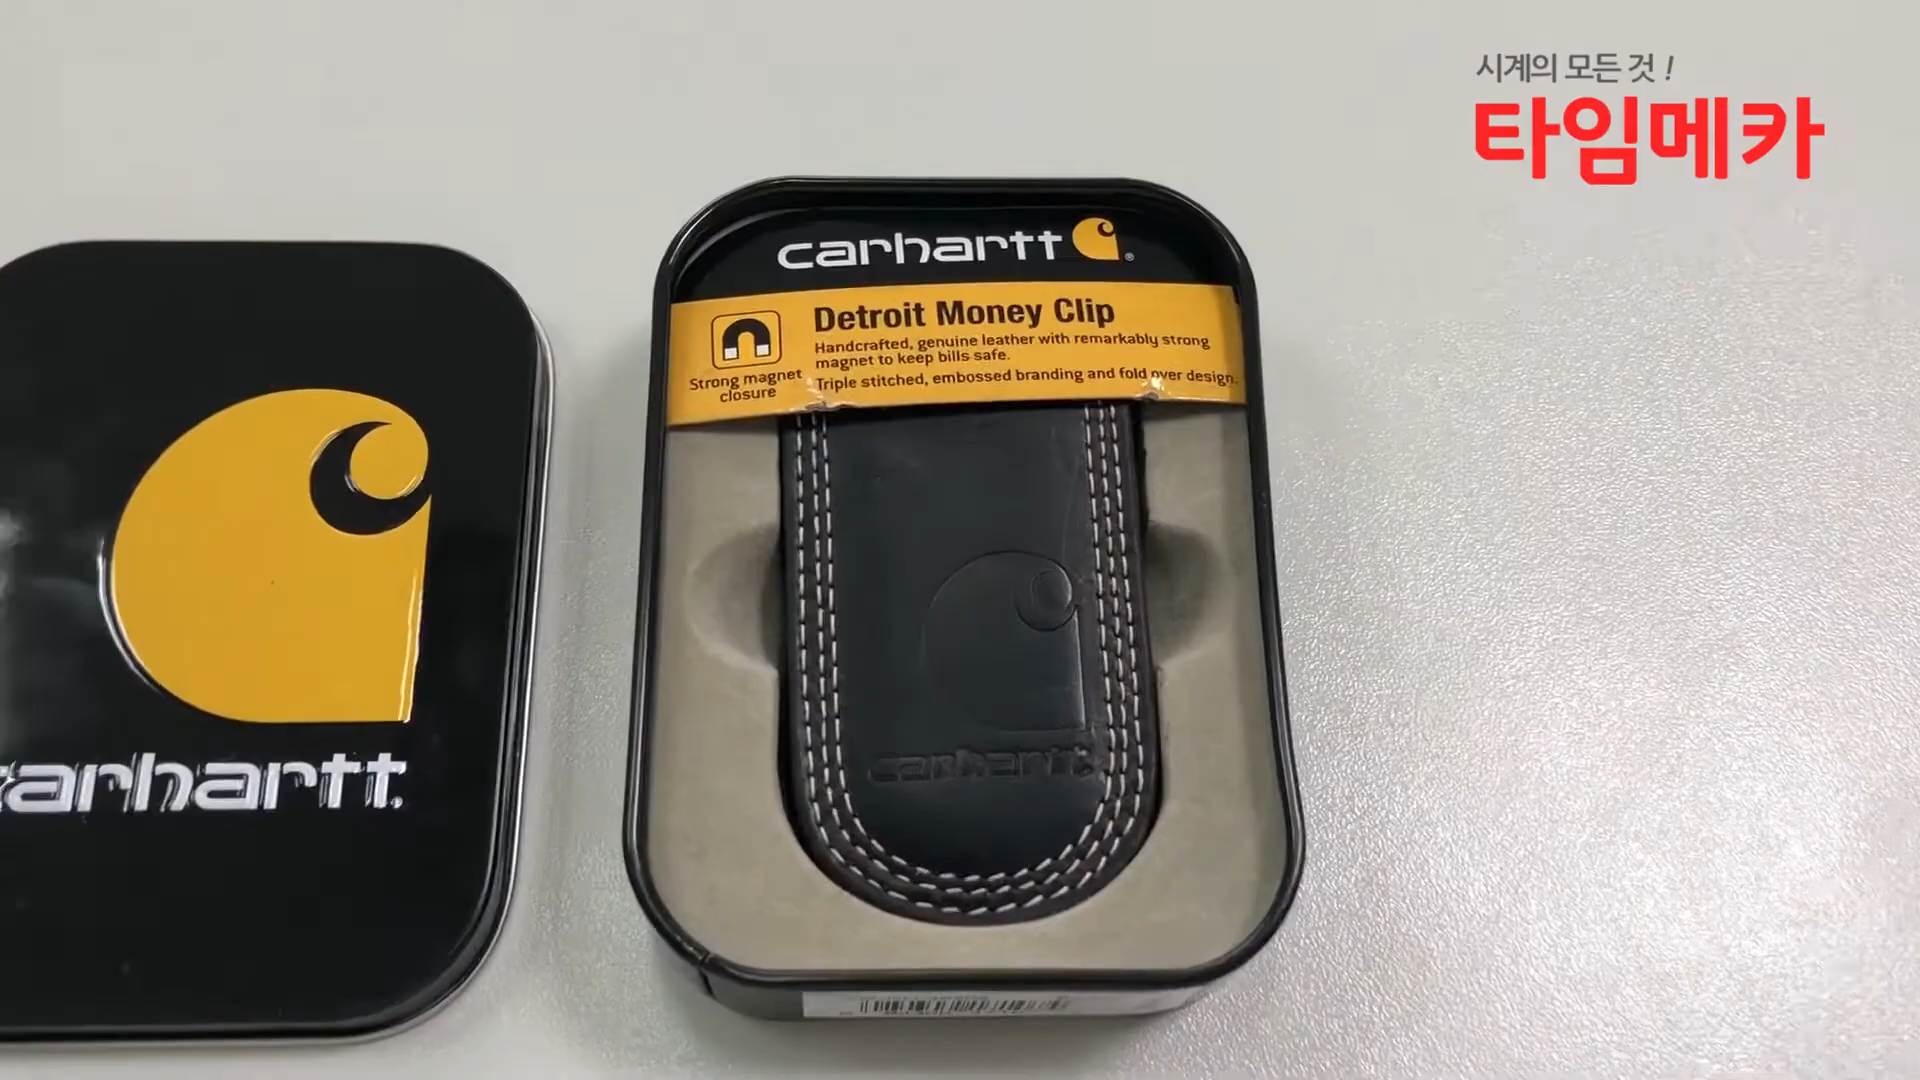 시계의 모든 것 !
타임메카
carhartt
Detroit Money Clip
Handcrafted, genuine leather with remarkably strong
magnet to keep bills safe.
Triple stitched, embossed branding and fold over design.
Strong magnet
closure
carhartt
carhartt.